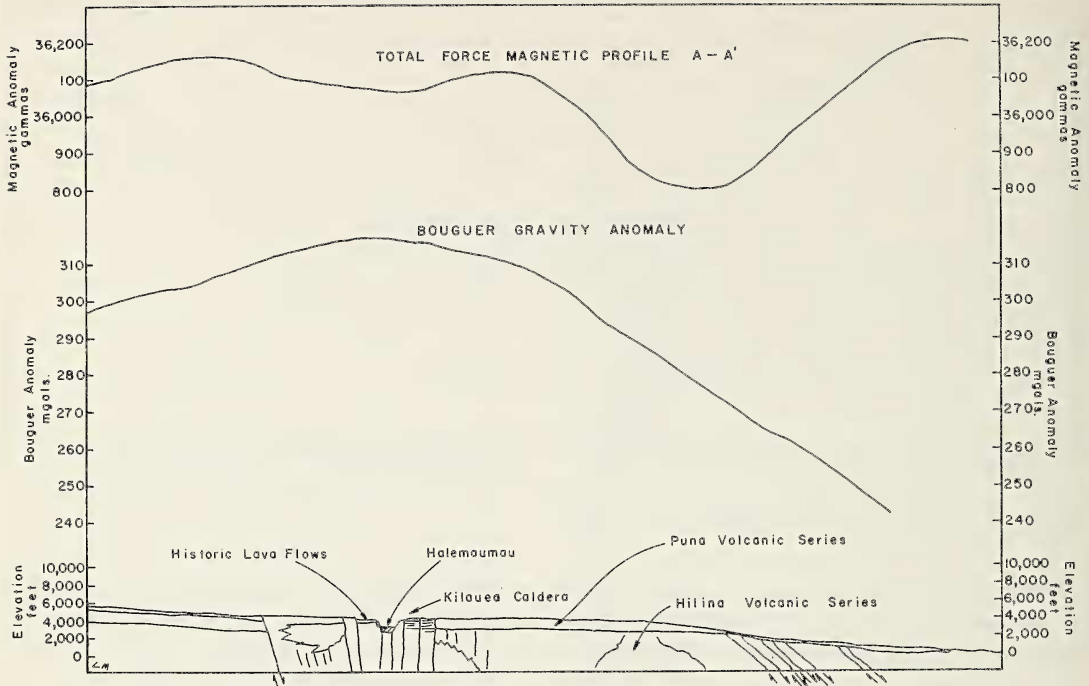 TOTAL FORCE MAGNETIC PROFILE A-A'
Magnetic Anomaly
gammas
36,200
100
36,000
900
800
36,200
100
36,000
900
800
Magnetic Anomaly
gammas
BOUGUER GRAVITY ANOMALY
Bouguer Anomaly
mgals.
310
300
290
280
270
260
250
240
310
300
290
280
270
260
250
240
Bouguer Anomaly
mgals.
Historic Lava Flows
Halemaumau
Kilauea Caldera
Puna Volcanic Series
Hilina Volcanic Series
Elevation
feet
10,000
8,000
6,000
4,000
2,000
0
10,000
8,000
6,000
4,000
2,000
0
Elevation
feet
LM